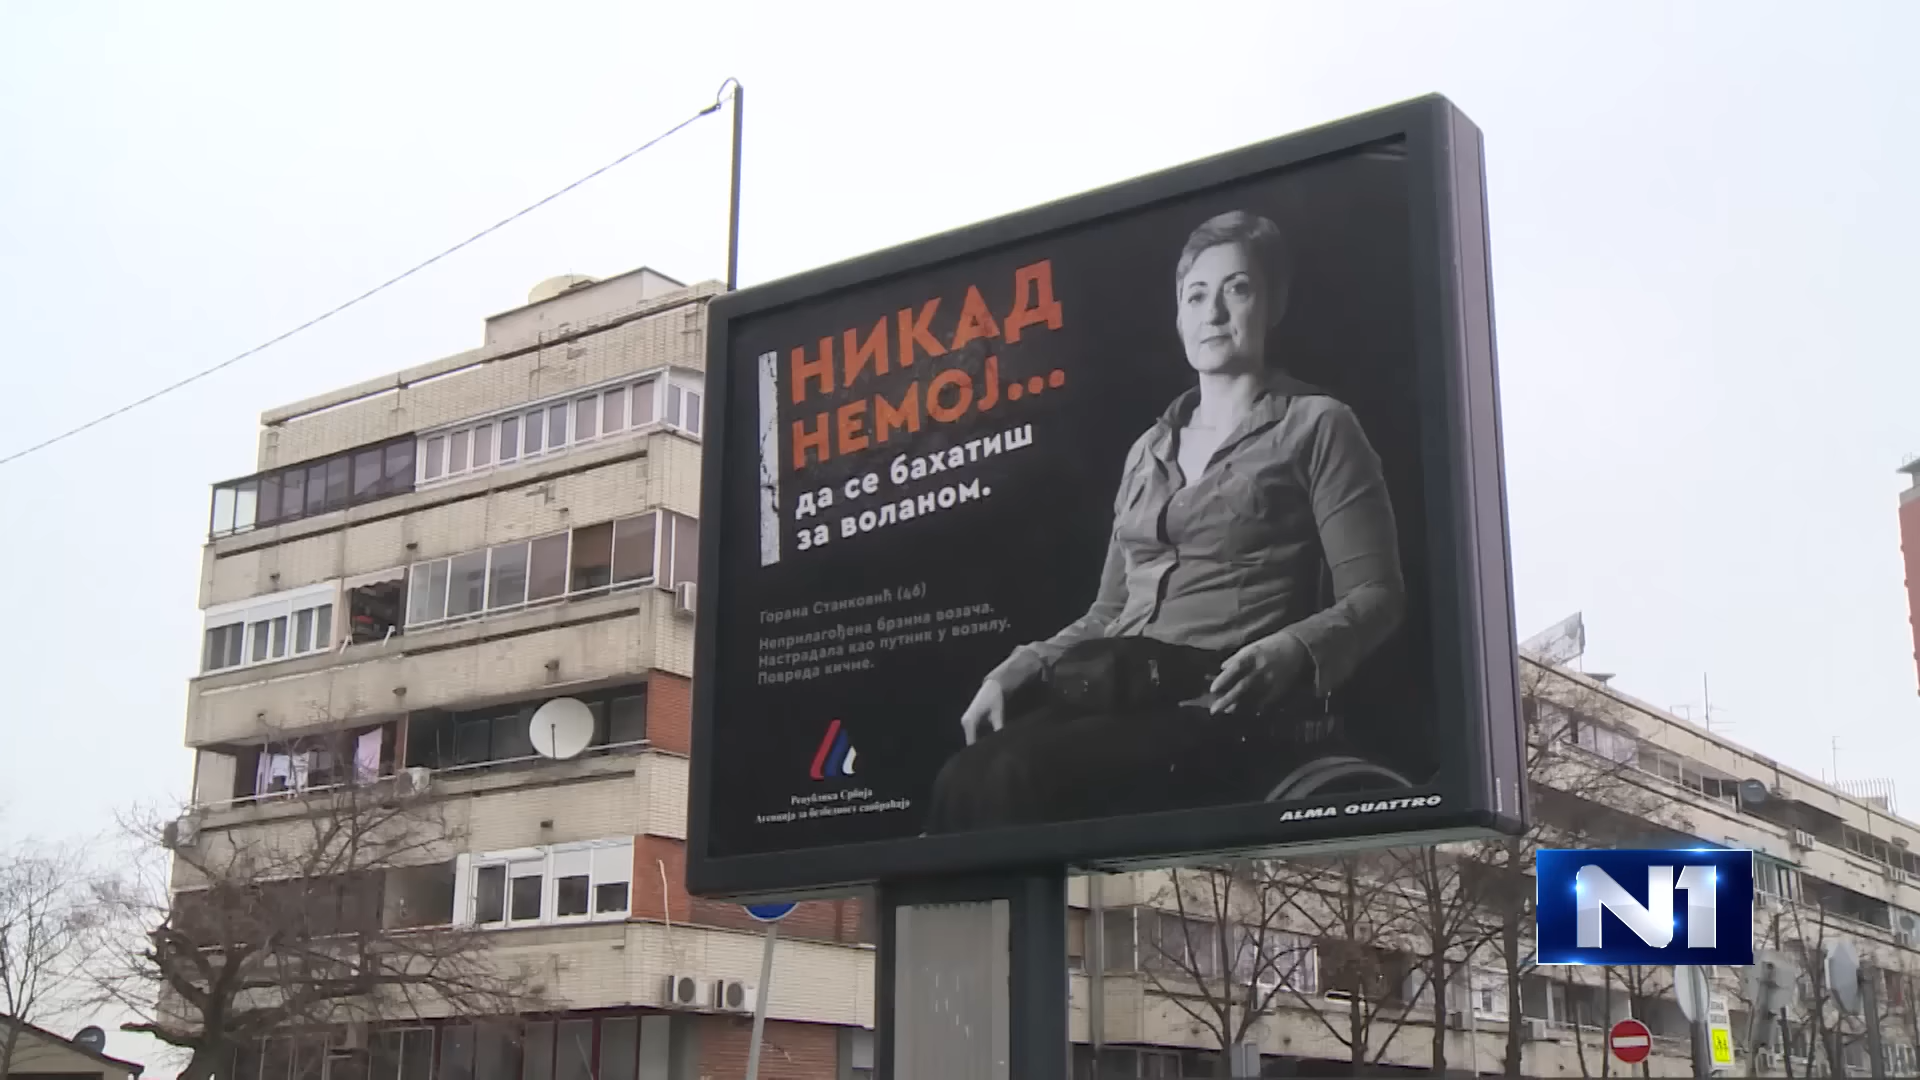 НИКАД
НЕМОЈ...
да се бахатиш
за воланом.
Горана Станковић (46)
Неприлагођена брзина возача.
Настрадала као путник у возилу.
Повреда кичме.
Република Србија
Агенција за безбедност саобраћаја
ALMA QUATTRO
N1